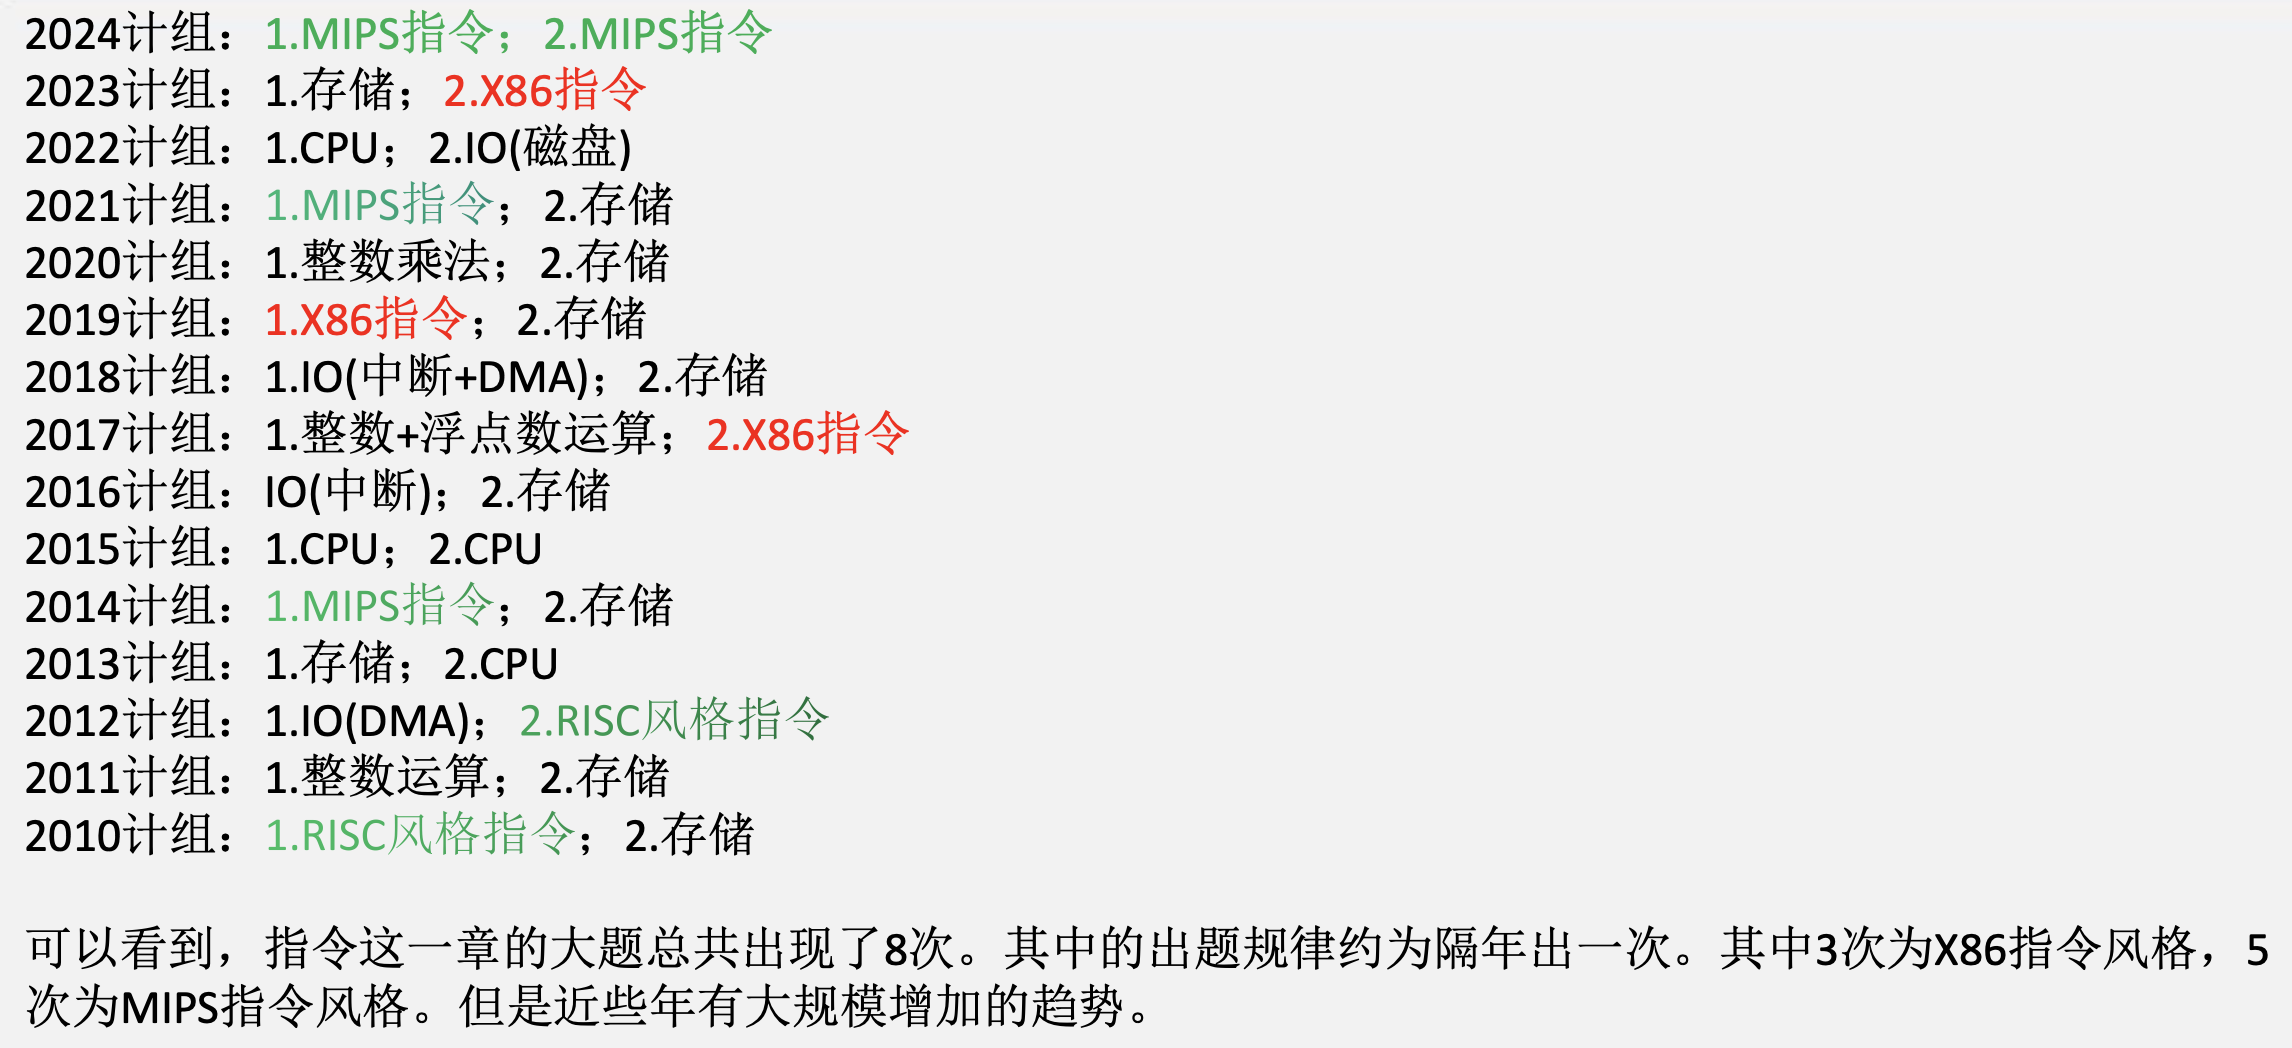 2024计组：1.MIPS指令；2.MIPS指令
2023计组：1.存储；2.X86指令
2022计组：1.CPU；2.IO(磁盘)
2021计组：1.MIPS指令；2.存储
2020计组：1.整数乘法；2.存储
2019计组：1.X86指令；2.存储
2018计组：1.IO(中断+DMA)；2.存储
2017计组：1.整数+浮点数运算；2.X86指令
2016计组：IO(中断)；2.存储
2015计组：1.CPU；2.CPU
2014计组：1.MIPS指令；2.存储
2013计组：1.存储；2.CPU
2012计组：1.IO(DMA)；2.RISC风格指令
2011计组：1.整数运算；2.存储
2010计组：1.RISC风格指令；2.存储
可以看到，指令这一章的大题总共出现了8次。其中的出题规律约为隔年出一次。其中3次为X86指令风格，5
次为MIPS指令风格。但是近些年有大规模增加的趋势。